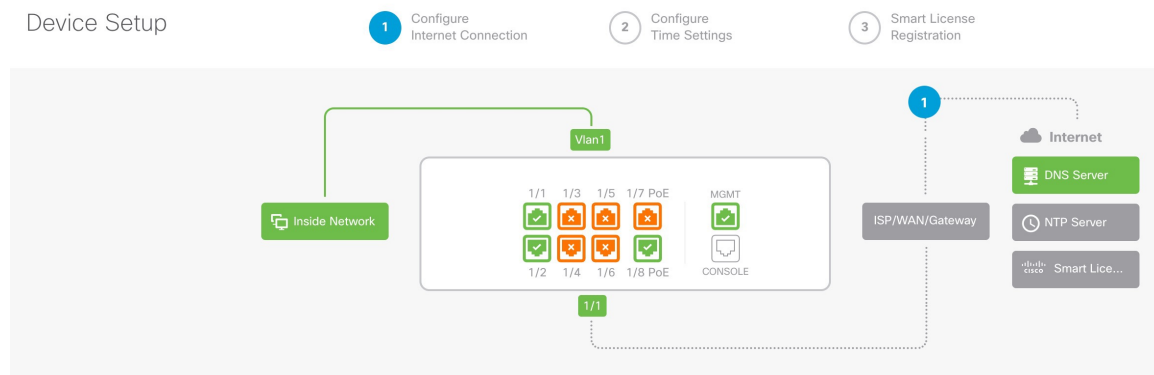 Device Setup
1
Configure
Internet Connection
2
Configure
Time Settings
3
Smart License
Registration
1
Internet
Vlan1
DNS Server
1/1 1/3 1/5 1/7 PoE MGMT
Inside Network
ISP/WAN/Gateway
NTP Server
1/2 1/4 1/6 1/8 PoE CONSOLE
CISCO Smart Lice...
1/1